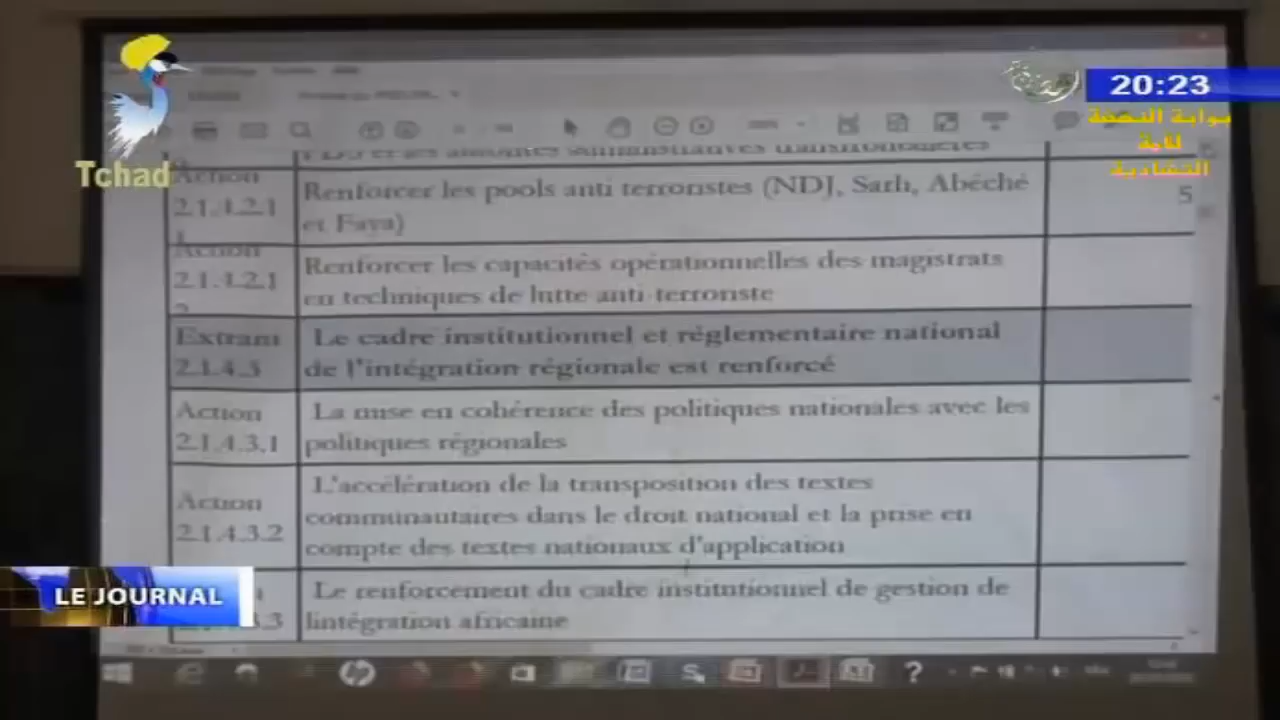 20:23
بوابة النهضة
Tchad
Action
2.1.4.2.1
Renforcer les pools anti terroristes (NDJ, Sarh, Abéché
et Faya)
5
Action
2.1.4.2.1
Renforcer les capacités opérationnelles des magistrats
en techniques de lutte anti-terroriste
Extrant
2.1.4.3
Le cadre institutionnel et réglementaire national
de l'intégration régionale est renforcé
Action
2.1.4.3.1
La mise en cohérence des politiques nationales avec les
politiques régionales
Action
2.1.4.3.2
L'accélération de la transposition des textes
communautaires dans le droit national et la prise en
compte des textes nationaux d'application
Le renforcement du cadre institutionnel de gestion de
lintégration africaine
LE JOURNAL
hp
?